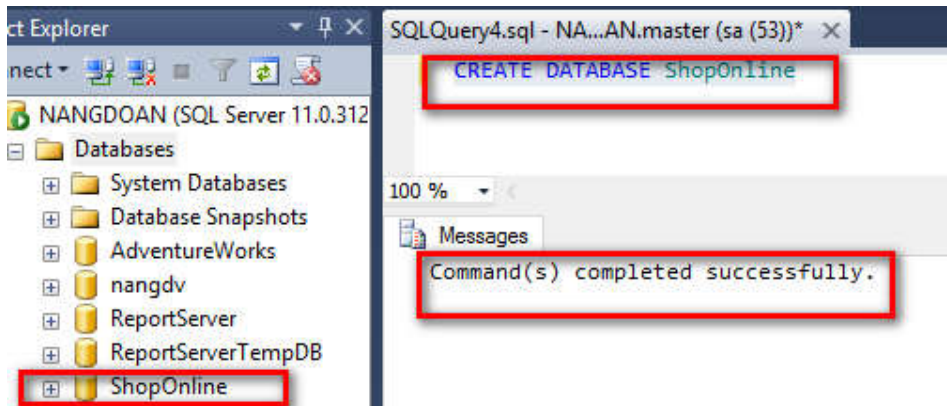 ct Explorer
nnect
NANGDOAN (SQL Server 11.0.312
Databases
System Databases
Database Snapshots
AdventureWorks
nangdv
ReportServer
ReportServerTempDB
ShopOnline
SQLQuery4.sql - NA...AN.master (sa (53))*
CREATE DATABASE ShopOnline
100 %
Messages
Command(s) completed successfully.